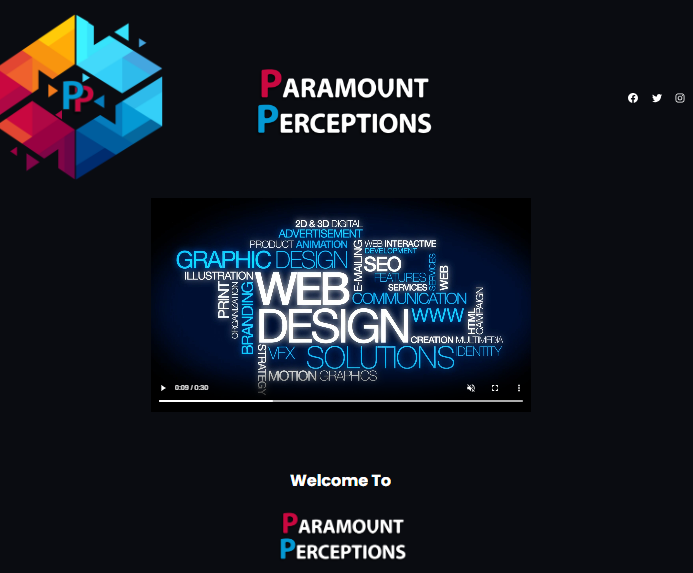 PP
PARAMOUNT
PERCEPTIONS
2D & 3D DIGITAL
ADVERTISEMENT
PRODUCT ANIMATION
GRAPHIC DESIGN
ILLUSTRATION
PRINT
ORGANIZATION
BRANDING
E-MAILING
WEB INTERACTIVE
DEVELOPMENT
SEO
FEATURES
SERVICES
SERVICES
WEB
WEB
DESIGN
COMMUNICATION
WWW
HTML
CAMPAIGN
CREATION MULTIMEDIA
STRATEGY
VFX
SOLUTIONS
IDENTITY
MOTION GRAPHICS
0:09 / 0:30
Welcome To
PARAMOUNT
PERCEPTIONS